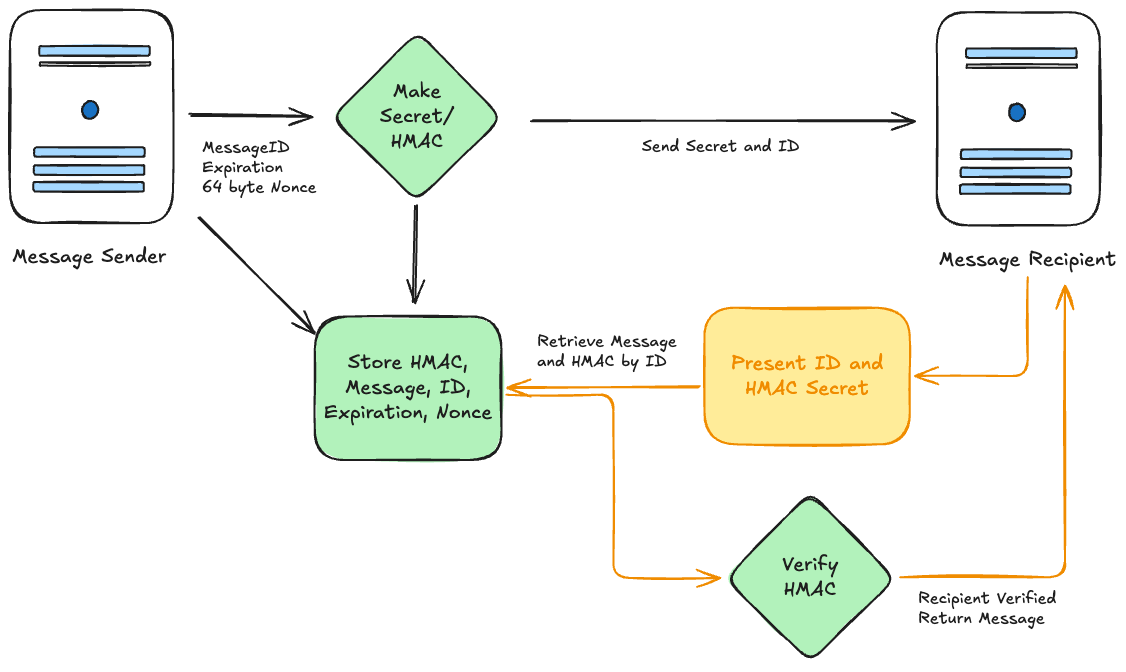 Make
Secret/
HMAC
MessageID
Expiration
64 byte Nonce
Send Secret and ID
Message Sender
Message Recipient
Store HMAC,
Message, ID,
Expiration, Nonce
Retrieve Message
and HMAC by ID
Present ID and
HMAC Secret
Verify
HMAC
Recipient Verified
Return Message